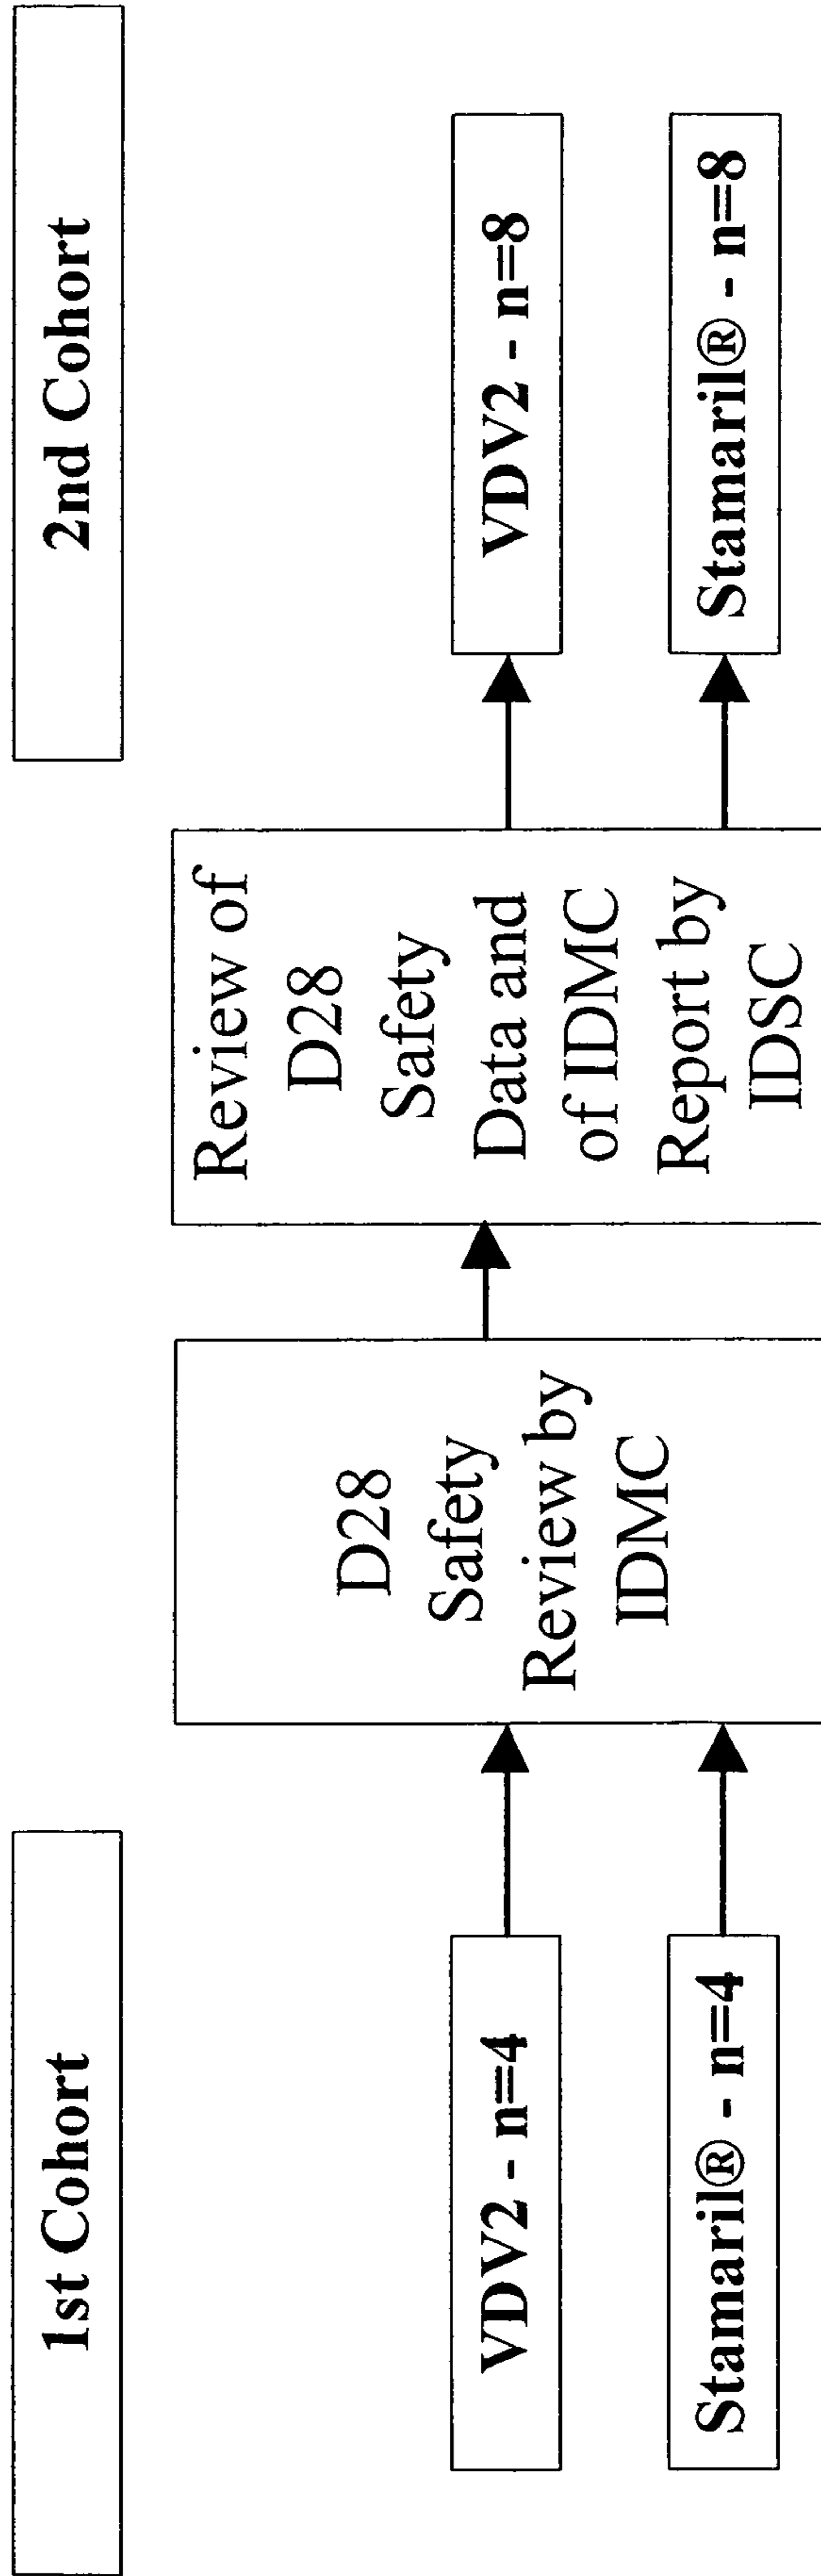 1st Cohort
2nd Cohort
VDV2 - n=4
Stamaril® - n=4
D28
Safety
Review by
IDMC
Review of
D28
Safety
Data and
of IDMC
Report by
IDSC
VDV2 - n=8
Stamaril® - n=8